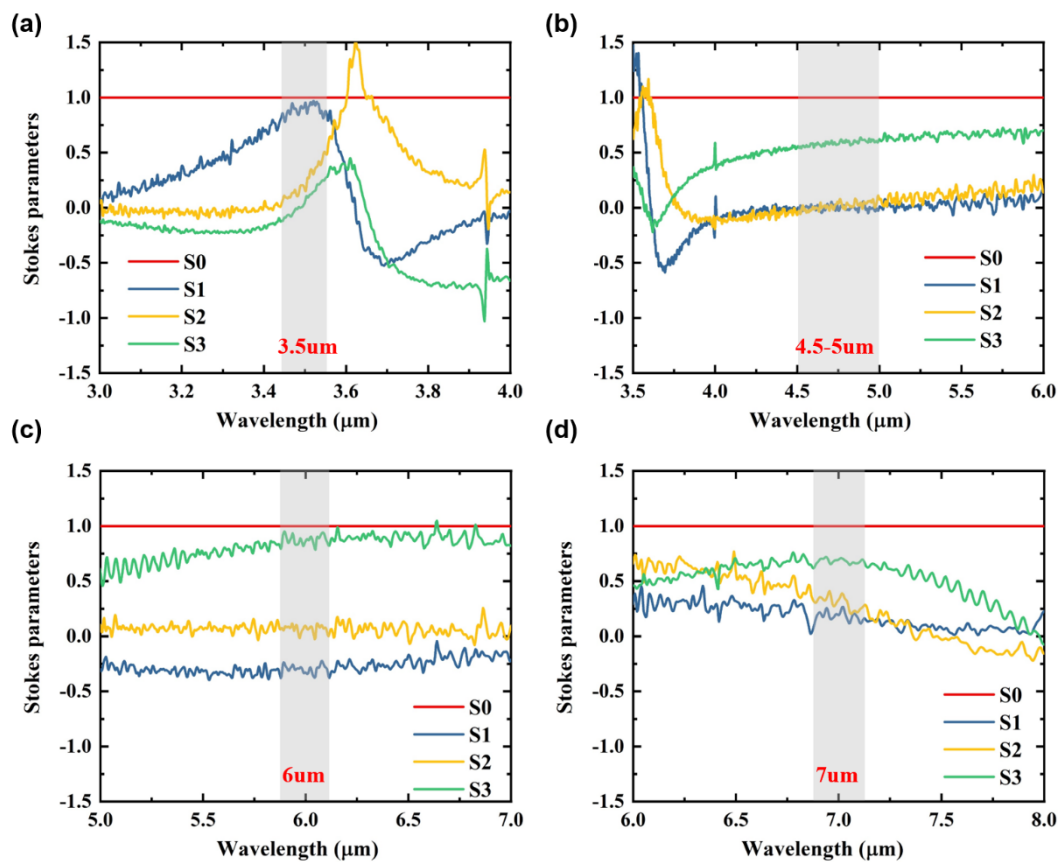 (a)
1.5
1.0
0.5
0.0
-0.5
-1.0
-1.5
Stokes parameters
S0
S1
S2
S3
3.5um
3.0
3.2
3.4
3.6
3.8
4.0
Wavelength (μm)
(b)
1.5
1.0
0.5
0.0
-0.5
-1.0
-1.5
Stokes parameters
S0
S1
S2
S3
4.5-5um
3.5
4.0
4.5
5.0
5.5
6.0
Wavelength (μm)
(c)
1.5
1.0
0.5
0.0
-0.5
-1.0
-1.5
Stokes parameters
S0
S1
S2
S3
6um
5.0
5.5
6.0
6.5
7.0
Wavelength (μm)
(d)
1.5
1.0
0.5
0.0
-0.5
-1.0
-1.5
Stokes parameters
S0
S1
S2
S3
7um
6.0
6.5
7.0
7.5
8.0
Wavelength (μm)